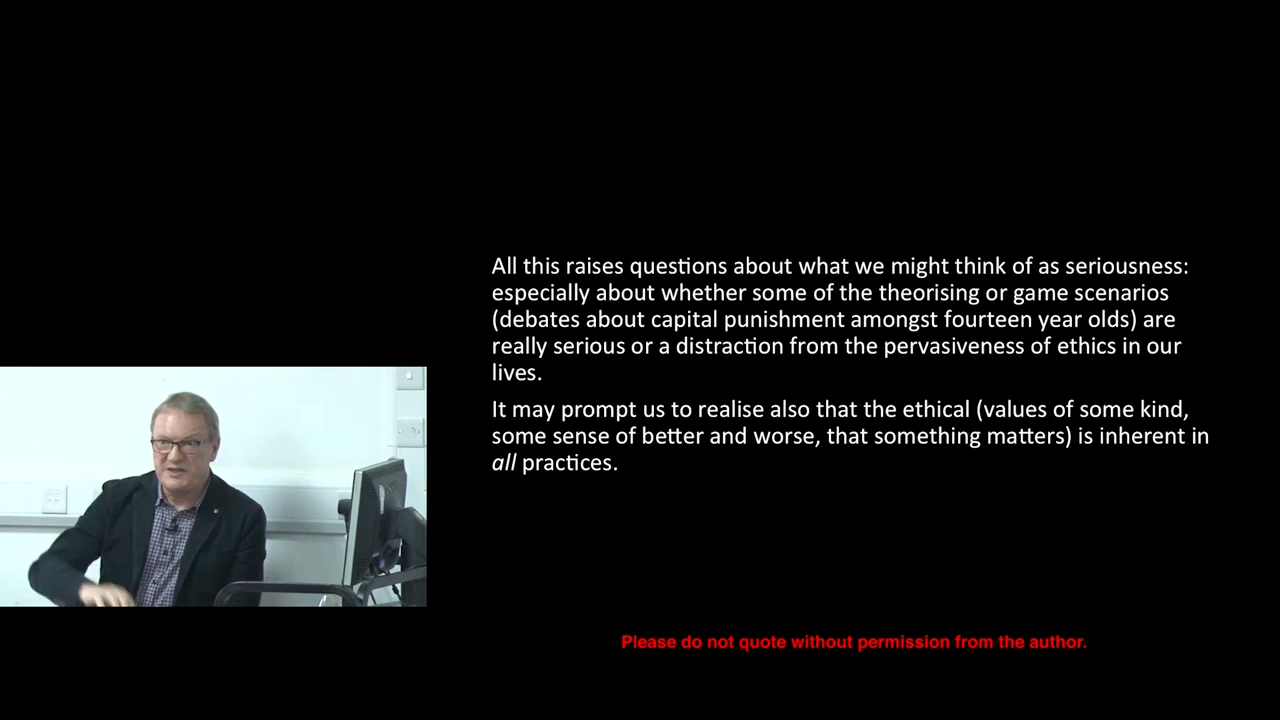 All this raises questions about what we might think of as seriousness:
especially about whether some of the theorising or game scenarios
(debates about capital punishment amongst fourteen year olds) are
really serious or a distraction from the pervasiveness of ethics in our
lives.
It may prompt us to realise also that the ethical (values of some kind,
some sense of better and worse, that something matters) is inherent in
all practices.
Please do not quote without permission from the author.